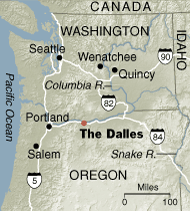 CANADA
WASHINGTON
Seattle
Wenatchee
90
Quincy
Columbia R.
82
IDAHO
Pacific Ocean
Portland
The Dalles
84
Salem
Snake R.
5
OREGON
Miles
0 100